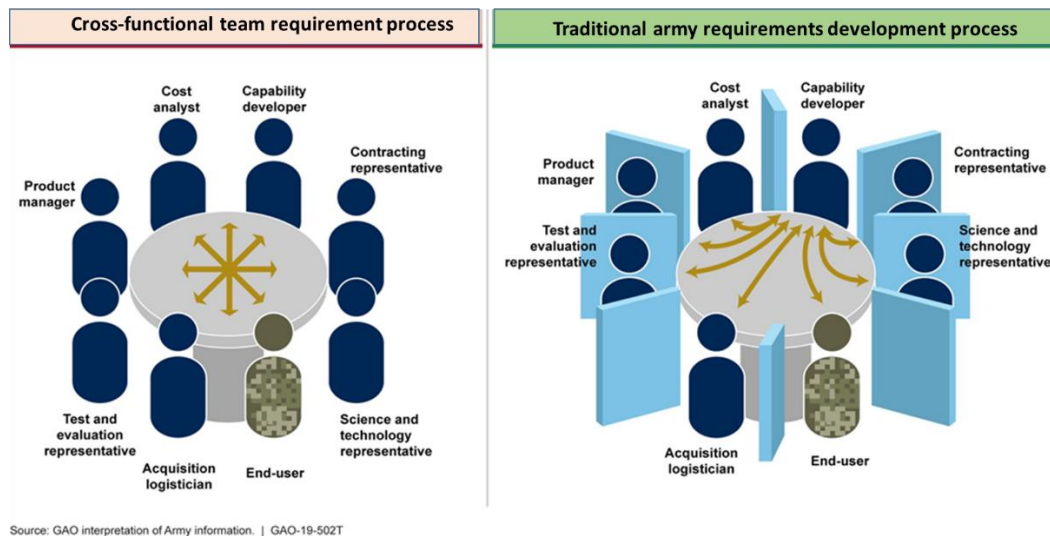 Cross-functional team requirement process
Cost
analyst
Capability
developer
Contracting
representative
Product
manager
Test and
evaluation
representative
Acquisition
logistician
End-user
Science and
technology
representative
Traditional army requirements development process
Cost
analyst
Capability
developer
Product
manager
Contracting
representative
Test and
evaluation
representative
Science and
technology
representative
Acquisition
logistician
End-user
Source: GAO interpretation of Army information. | GAO-19-502T